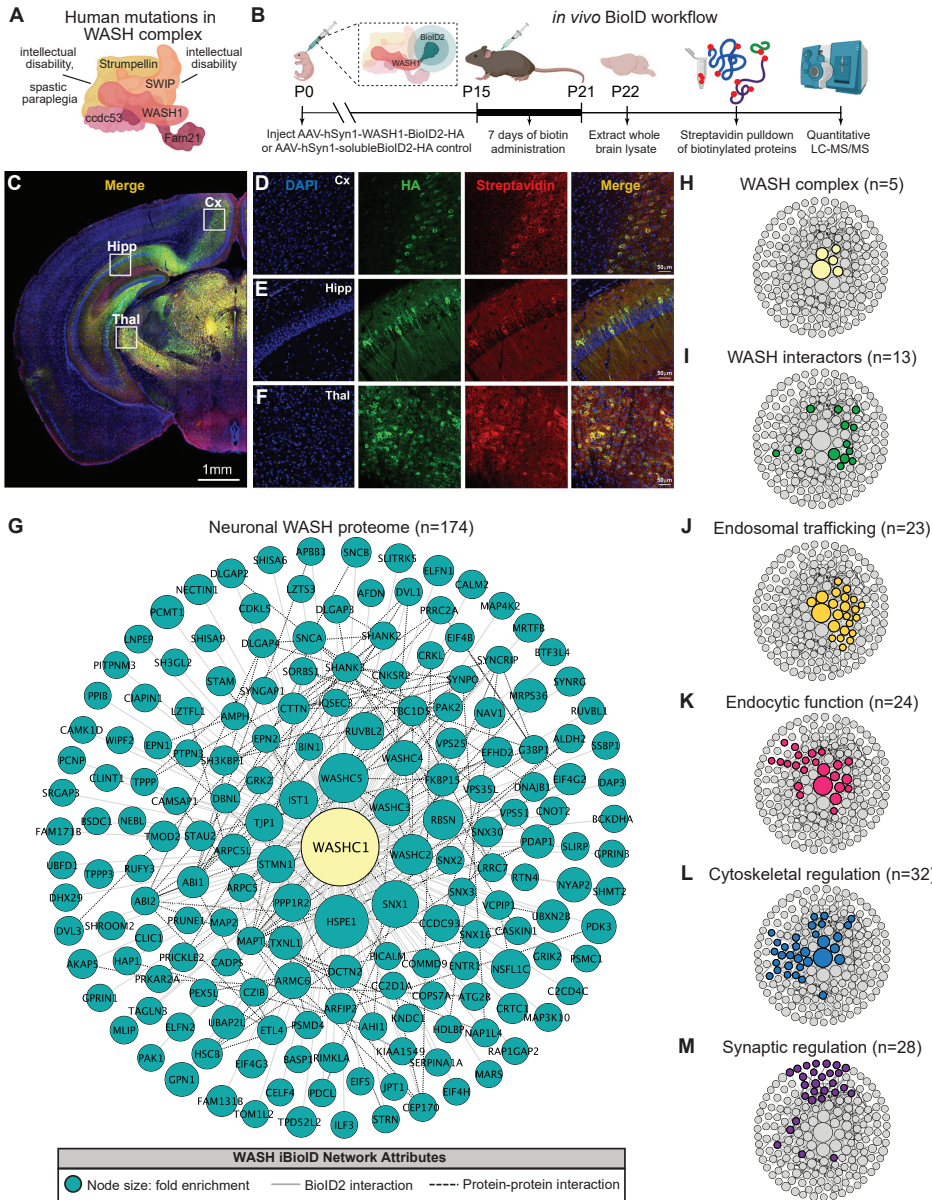 A
Human mutations in
WASH complex
intellectual
disability,
spastic
paraplegia
intellectual
disability
Strumpellin
SWIP
WASH1
ccdc53
Fam21
B
in vivo BioID workflow
BioID2
WASH1
P0
P15
P21
P22
Inject AAV-hSyn1-WASH1-BioID2-HA
or AAV-hSyn1-solubleBioID2-HA control
7 days of biotin
administration
Extract whole
brain lysate
Streptavidin pulldown
of biotinylated proteins
Quantitative
LC-MS/MS
C
Merge
Cx
Hipp
Thal
1mm
D
DAPI
Cx
HA
Streptavidin
Merge
50μm
E
Hipp
50μm
F
Thal
50μm
G
Neuronal WASH proteome (n=174)
APBB1
SNCB
SLITRK5
SHISA6
ELFN1
DLGAP2
LZTS3
AFDN
DVL1
CALM2
NECTIN1
CDKL5
DLGAP3
PRRC2A
MAP4K2
PCMT1
SNCA
SHANK2
EIF4B
MRTFB
LNPEP
SHISA9
DLGAP4
SHANK3
CRKL
SYNCRIP
BTF3L4
PITPNM3
SH3GL2
STAM
SORBS1
CNKSR2
SYNPO
MRPS36
SYNRG
PPIB
CIAPIN1
LZTFL1
SYNGAP1
AMPH
CTTN
IQSEC3
TBC1D5
PAK2
NAV1
RUVBL1
CAMK1D
WIPF2
EPN1
PTPN3
EPN2
BIN1
RUVBL2
VPS25
EFHD2
G3BP1
ALDH2
SSBP1
PCNP
CLINT1
TPPP
SH3KBP1
GRK2
WASHC5
WASHC4
FKBP15
VPS35L
DNAJB1
EIF4G2
DAP3
SRGAP3
CAMSAP1
DBNL
IST1
WASHC3
RBSN
VPS51
CNOT2
BCKDHA
FAM171B
BSDC1
NEBL
TMOD2
STAU2
TJP1
WASHC1
SNX30
PDAP1
SLIRP
GPRIN3
UBFD1
RUFY3
ARPC5L
STMN1
WASHC2
SNX2
LRRC7
RTN4
TPPP3
ABI1
ARPC5
PPP1R2
SNX1
SNX3
VCPIP1
NYAP2
SHMT2
DHX29
ABI2
PRUNE1
MAP2
HSPE1
CCDC93
SNX16
CASKIN1
UBXN2B
PDK3
DVL3
SHROOM2
CLIC1
MAPT
TXNL1
PICALM
COMMD9
ENTR1
NSFL1C
GRIK2
PSMC1
AKAP5
HAP1
PRICKLE2
CADPS
DCTN2
CC2D1A
C2CD4C
GPRIN1
PRKAR2A
PEX5L
CZIB
ARMC6
ARFIP2
COPS7A
ATG2B
CRTC1
MAP3K10
TAGLN3
MLIP
ELFN2
UBAP2L
ETL4
PSMD4
AHI1
KNDC1
HDLBP
NAP1L4
PAK1
HSCB
EIF4G3
BASP1
RIMKLA
KIAA1549
SERPINA1A
RAP1GAP2
GPN1
CELF4
PDCL
EIF5
JPT1
CEP170
MARS
FAM131B
TOM1L2
TPD52L2
ILF3
STRN
EIF4H
WASH iBioID Network Attributes
Node size: fold enrichment
BioID2 interaction
Protein-protein interaction
H
WASH complex (n=5)
I
WASH interactors (n=13)
J
Endosomal trafficking (n=23)
K
Endocytic function (n=24)
L
Cytoskeletal regulation (n=32)
M
Synaptic regulation (n=28)